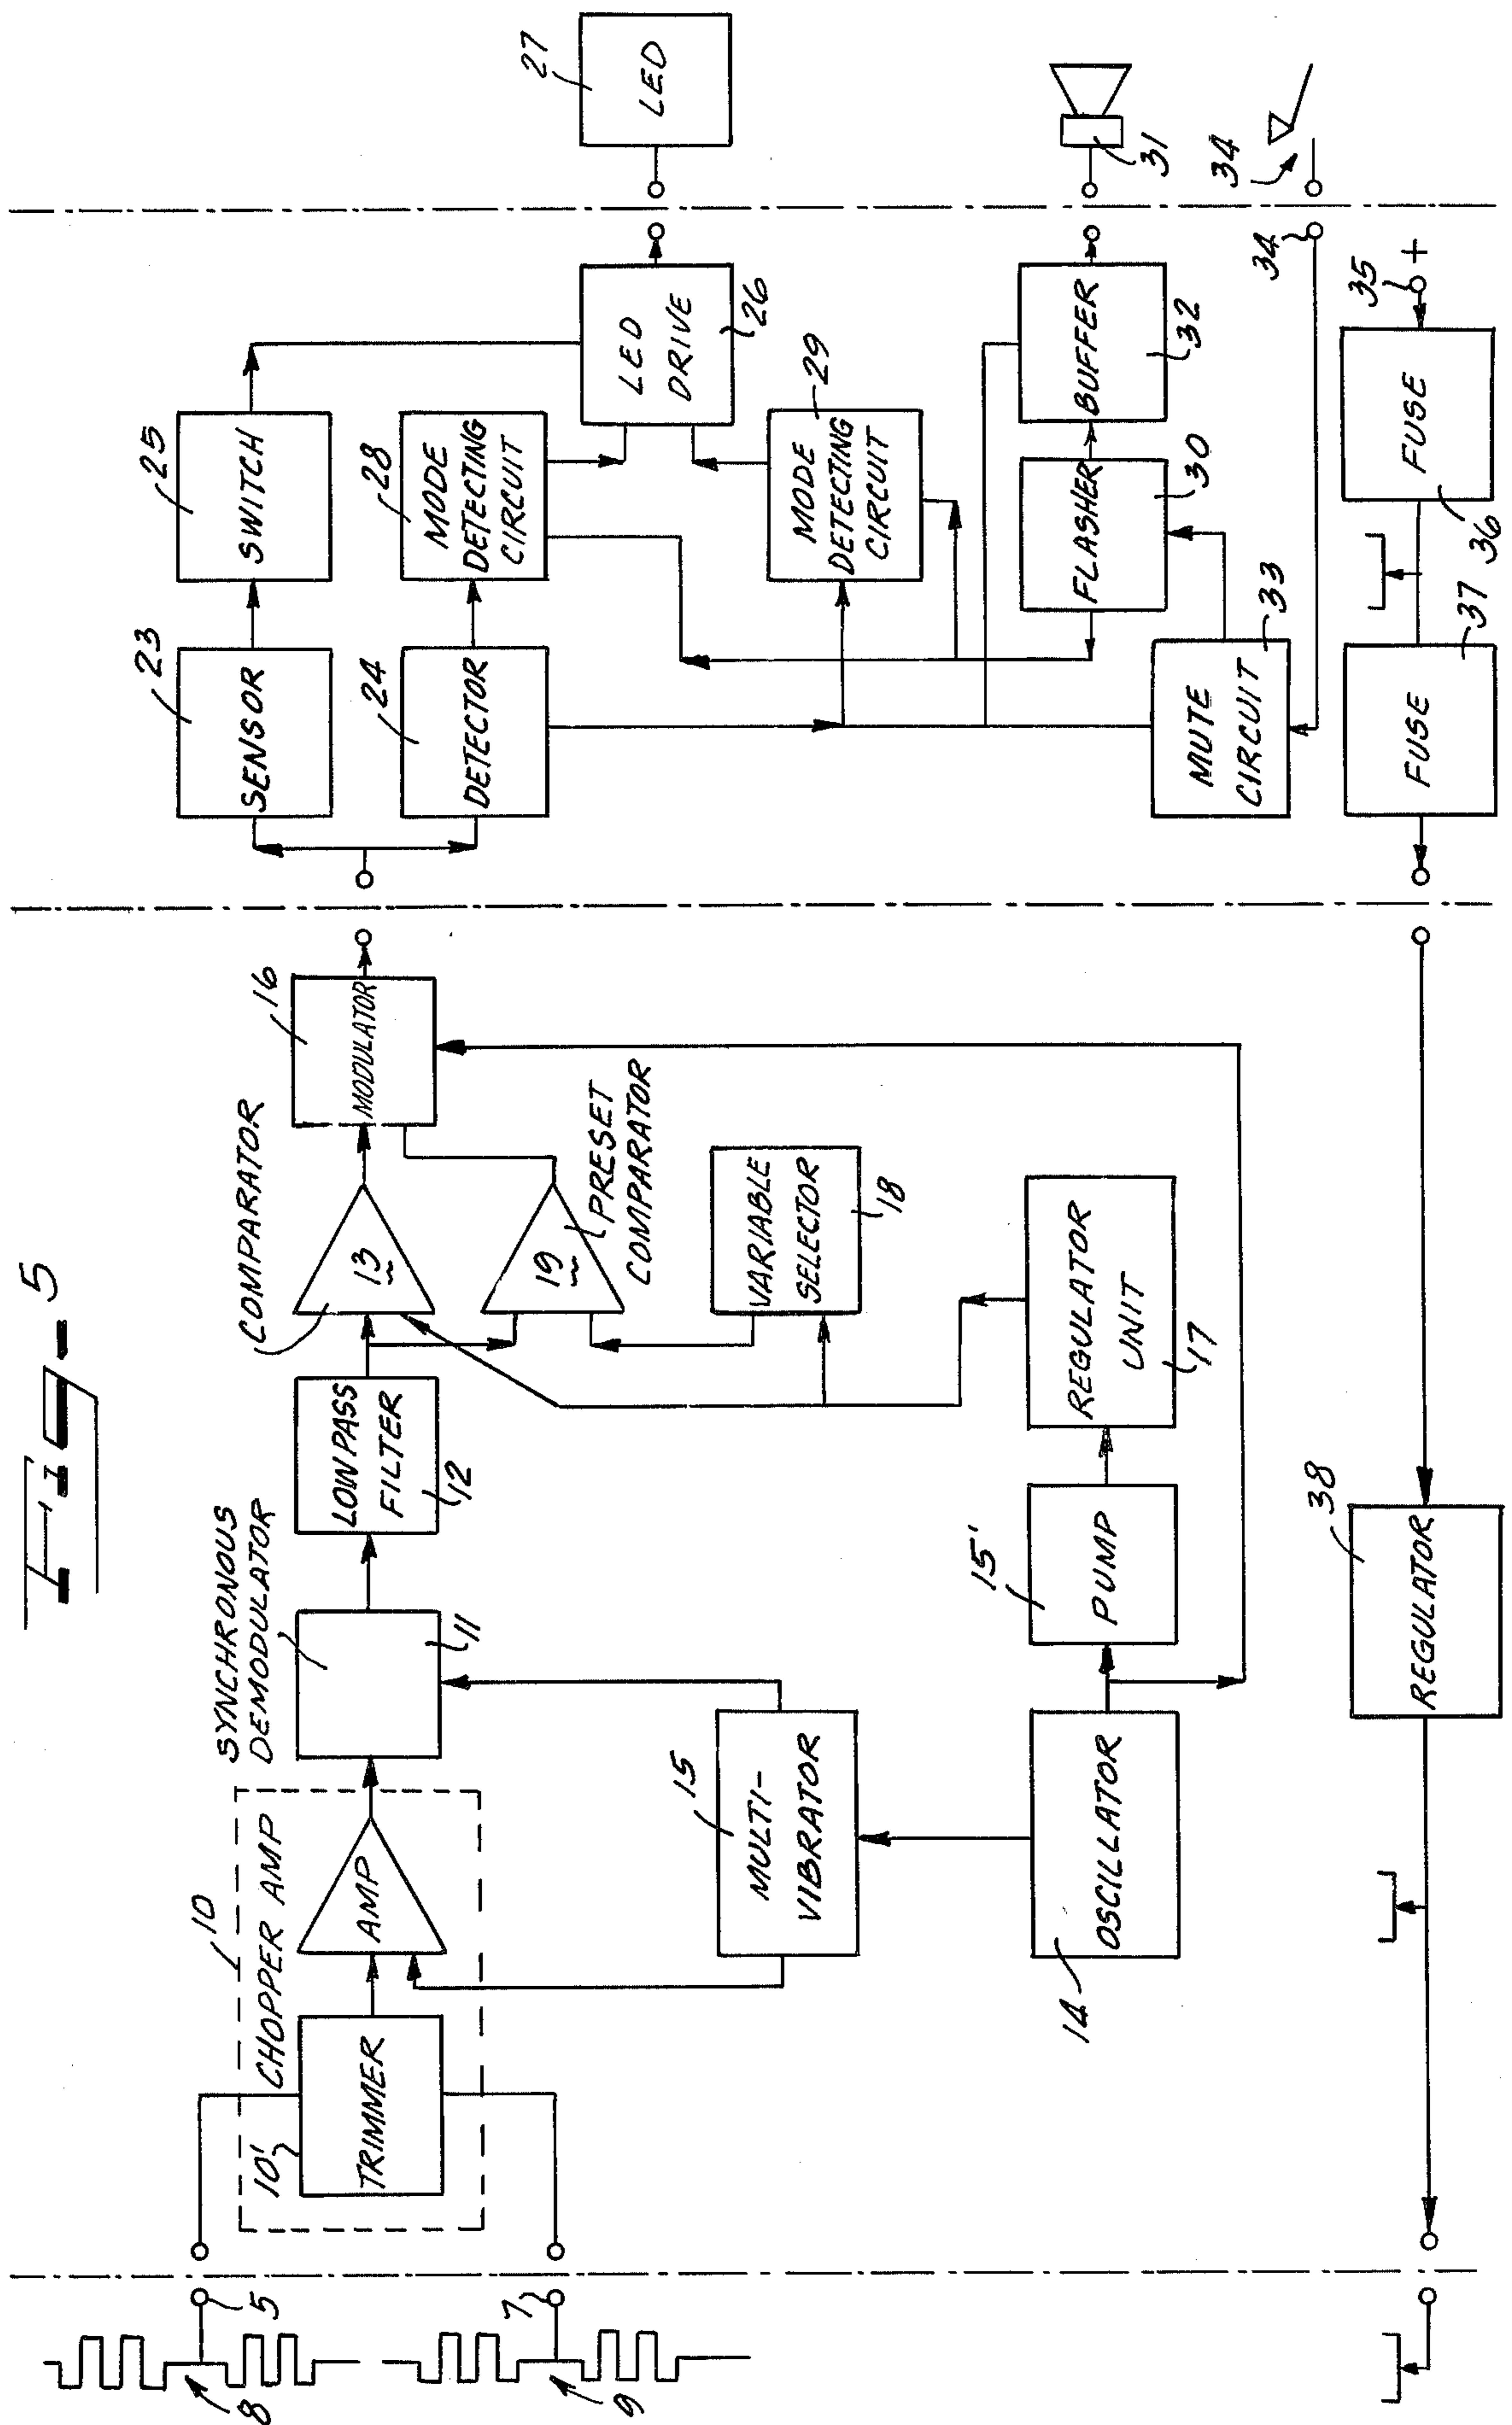 Fig-5
8
5
9
7
10
CHOPPER AMP
10'
TRIMMER
AMP
SYNCHRONOUS
DEMODULATOR
11
LOW PASS
FILTER
12
COMPARATOR
13
16
MODULATOR
19
PRESET
COMPARATOR
VARIABLE
SELECTOR
18
15
MULTI-
VIBRATOR
14
OSCILLATOR
15'
PUMP
REGULATOR
UNIT
17
38
REGULATOR
23
SENSOR
25
SWITCH
24
DETECTOR
28
MODE
DETECTING
CIRCUIT
LED
DRIVE
26
27
LED
29
MODE
DETECTING
CIRCUIT
FLASHER
30
BUFFER
32
31
MUTE
CIRCUIT
33
34
34
35
+
FUSE
36
FUSE
37